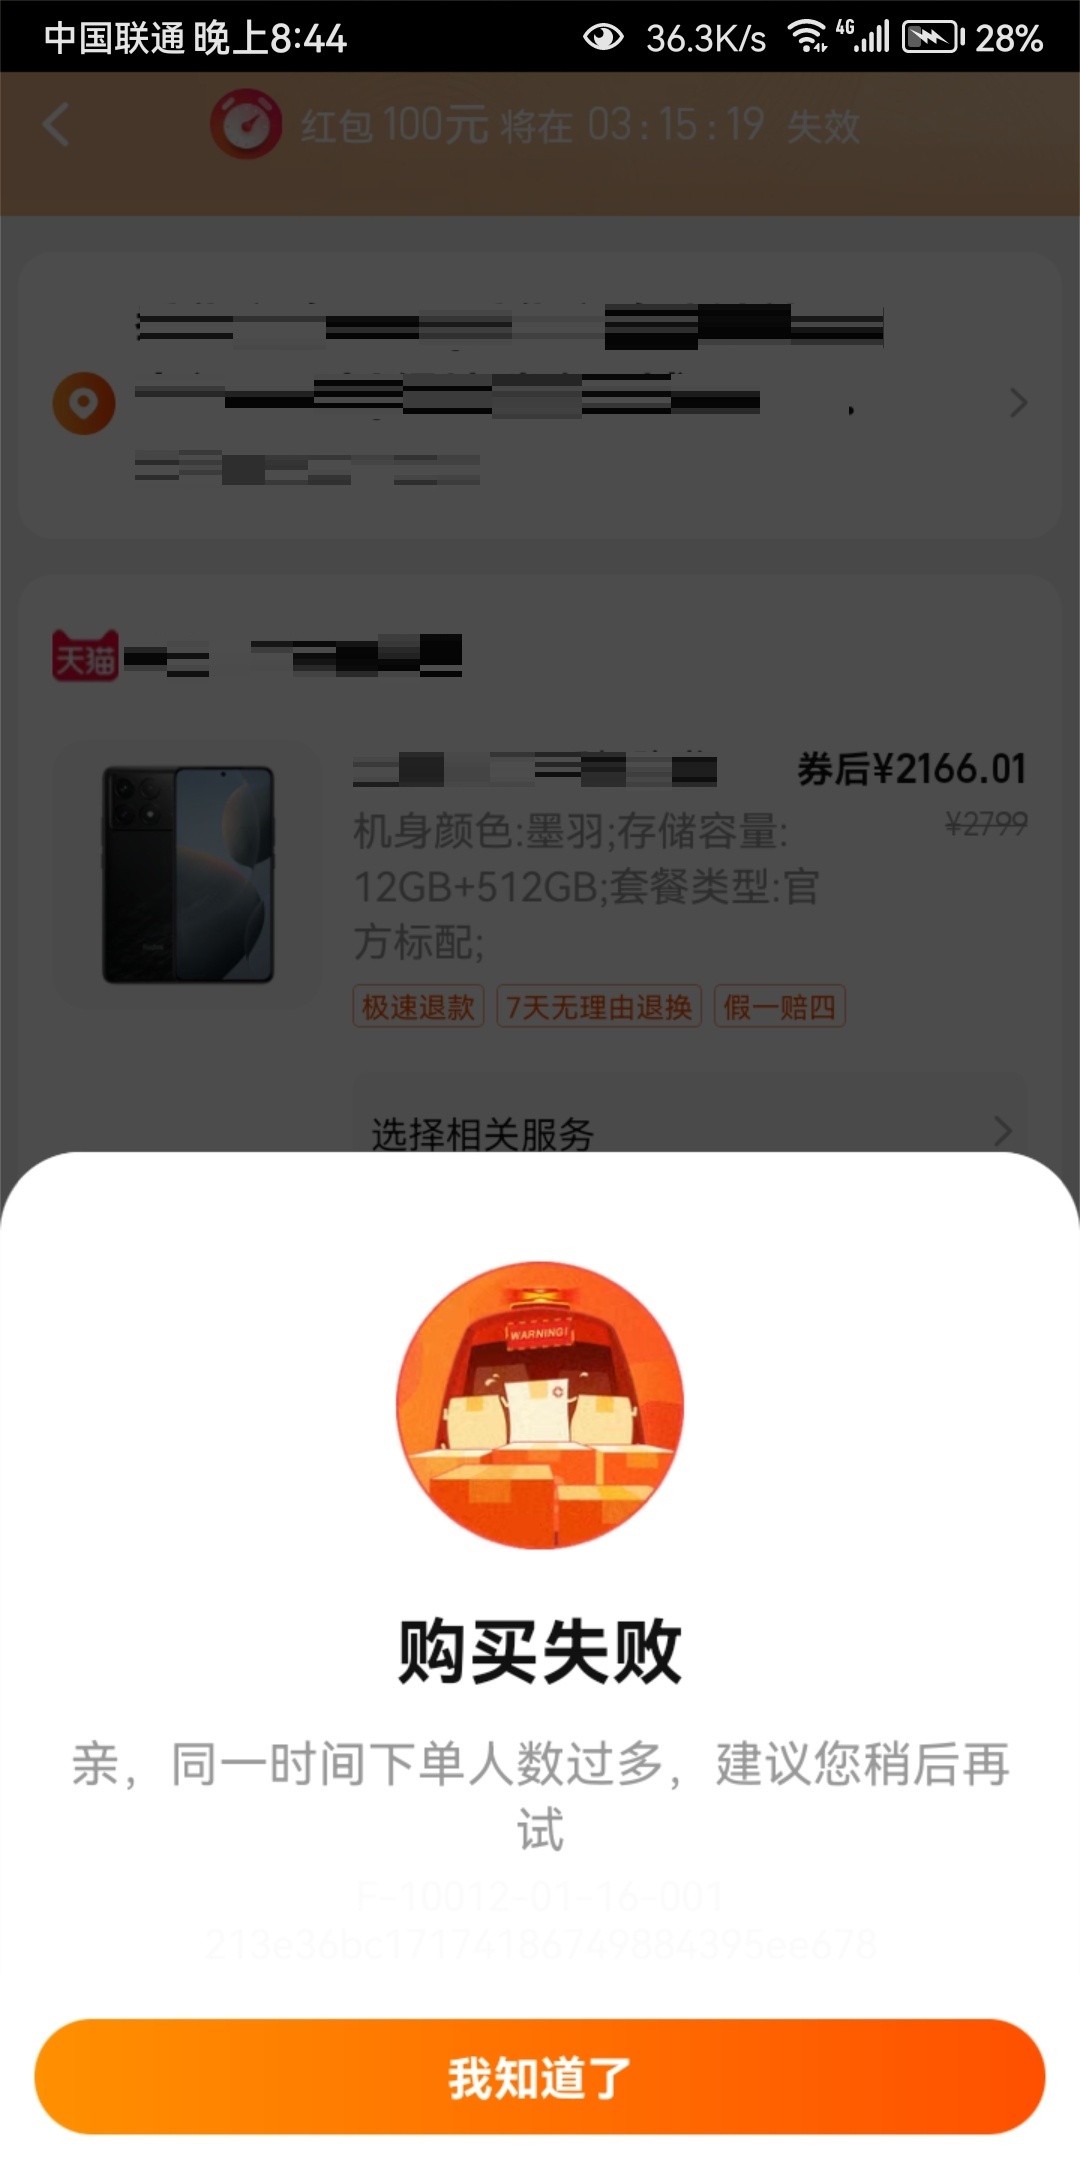 中国联通 晚上8:44 36.3K/s 4G 28%
红包 100元 将在 03:15:19 失效
天猫
券后¥2166.01
¥2799
机身颜色:墨羽;存储容量:
12GB+512GB;套餐类型:官
方标配;
极速退款 7天无理由退换 假一赔四
选择相关服务
WARNING!
购买失败
亲，同一时间下单人数过多，建议您稍后再
试
F-10012-01-16-001
213e36bc17174186749884395ee678
我知道了